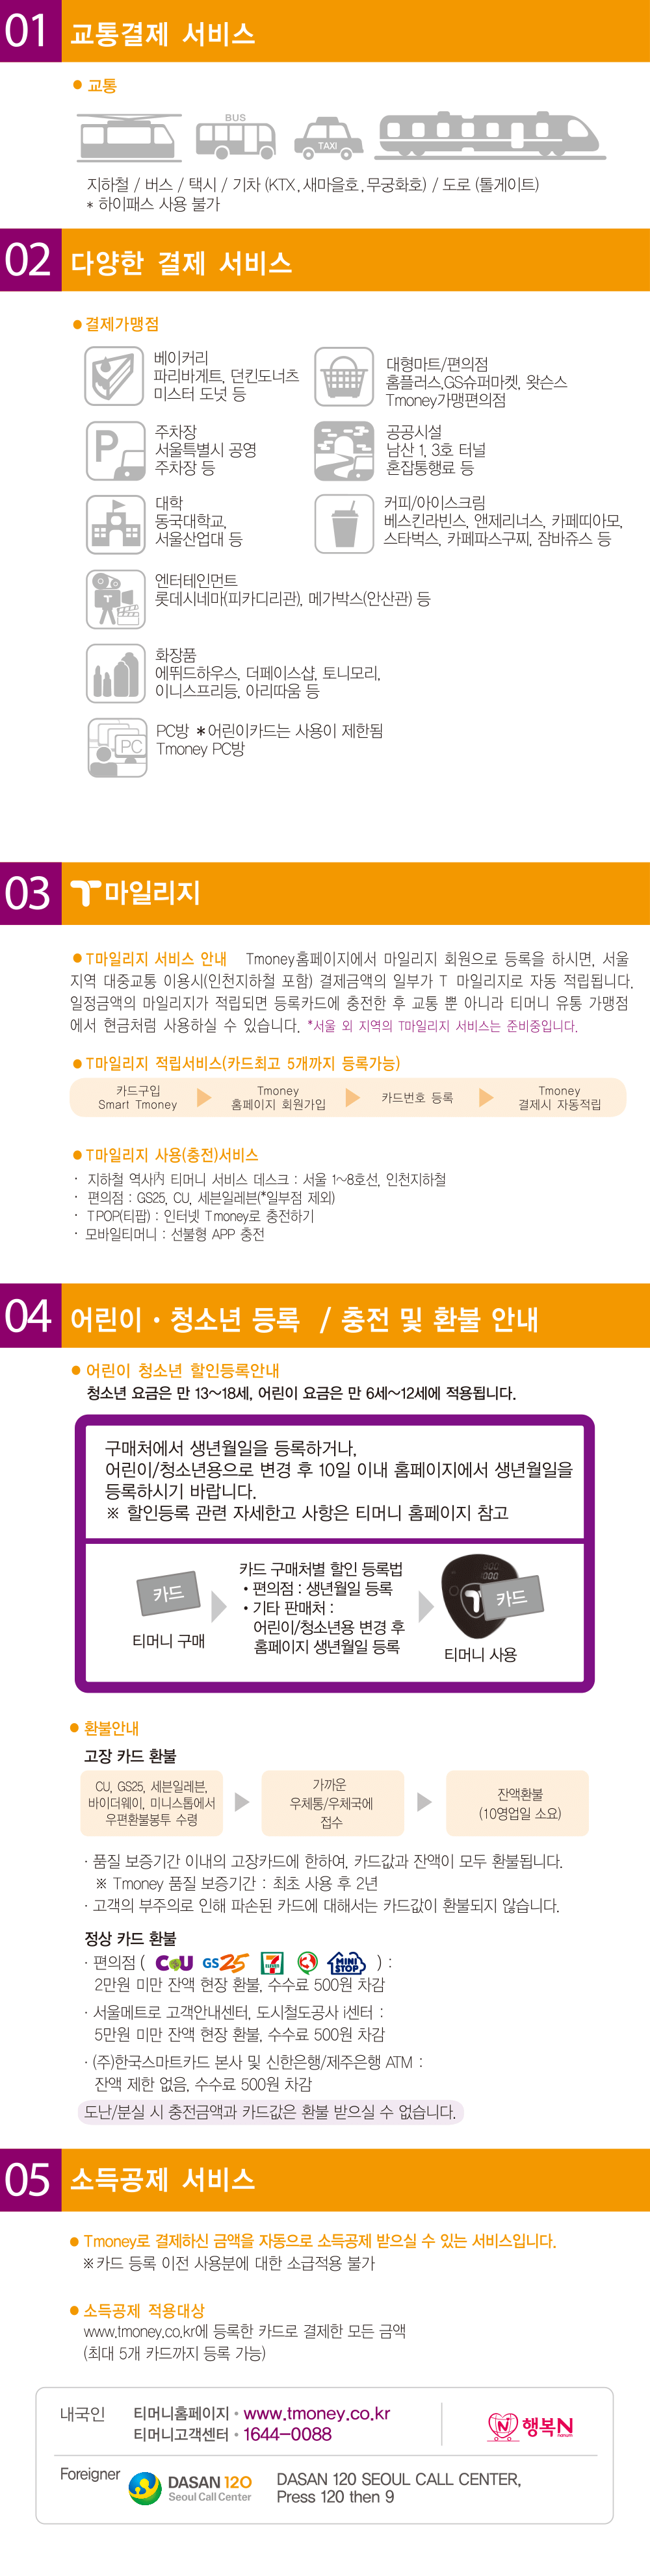 01 교통결제 서비스
● 교통
BUS
TAXI
지하철 / 버스 / 택시 / 기차 (KTX, 새마을호, 무궁화호) / 도로 (톨게이트)
* 하이패스 사용 불가
02 다양한 결제 서비스
● 결제가맹점
베이커리
파리바게트, 던킨도너츠
미스터 도넛 등
대형마트/편의점
홈플러스,GS슈퍼마켓, 왓슨스
Tmoney가맹편의점
P
주차장
서울특별시 공영
주차장 등
공공시설
남산 1, 3호 터널
혼잡통행료 등
대학
동국대학교,
서울산업대 등
커피/아이스크림
베스킨라빈스, 앤제리너스, 카페띠아모,
스타벅스, 카페파스구찌, 잠바쥬스 등
엔터테인먼트
롯데시네마(피카디리관), 메가박스(안산관) 등
화장품
에뛰드하우스, 더페이스샵, 토니모리,
이니스프리등, 아리따움 등
PC
PC방 *어린이카드는 사용이 제한됨
Tmoney PC방
03 T마일리지
● T마일리지 서비스 안내 Tmoney홈페이지에서 마일리지 회원으로 등록을 하시면, 서울
지역 대중교통 이용시(인천지하철 포함) 결제금액의 일부가 T 마일리지로 자동 적립됩니다.
일정금액의 마일리지가 적립되면 등록카드에 충전한 후 교통 뿐 아니라 티머니 유통 가맹점
에서 현금처럼 사용하실 수 있습니다. *서울 외 지역의 T마일리지 서비스는 준비중입니다.
● T마일리지 적립서비스(카드최고 5개까지 등록가능)
카드구입
Smart Tmoney
Tmoney
홈페이지 회원가입
카드번호 등록
Tmoney
결제시 자동적립
● T마일리지 사용(충전)서비스
· 지하철 역사內 티머니 서비스 데스크 : 서울 1~8호선, 인천지하철
· 편의점 : GS25, CU, 세븐일레븐(*일부점 제외)
· TPOP(티팝) : 인터넷 Tmoney로 충전하기
· 모바일티머니 : 선불형 APP 충전
04 어린이 · 청소년 등록 / 충전 및 환불 안내
● 어린이 청소년 할인등록안내
청소년 요금은 만 13~18세, 어린이 요금은 만 6세~12세에 적용됩니다.
구매처에서 생년월일을 등록하거나,
어린이/청소년용으로 변경 후 10일 이내 홈페이지에서 생년월일을
등록하시기 바랍니다.
※ 할인등록 관련 자세한고 사항은 티머니 홈페이지 참고
카드
티머니 구매
카드 구매처별 할인 등록법
• 편의점 : 생년월일 등록
• 기타 판매처 :
어린이/청소년용 변경 후
홈페이지 생년월일 등록
카드
티머니 사용
● 환불안내
고장 카드 환불
CU, GS25, 세븐일레븐,
바이더웨이, 미니스톱에서
우편환불봉투 수령
가까운
우체통/우체국에
접수
잔액환불
(10영업일 소요)
· 품질 보증기간 이내의 고장카드에 한하여, 카드값과 잔액이 모두 환불됩니다.
※ Tmoney 품질 보증기간 : 최초 사용 후 2년
· 고객의 부주의로 인해 파손된 카드에 대해서는 카드값이 환불되지 않습니다.
정상 카드 환불
· 편의점 ( CU GS25 7 ELEVEN MINI STOP ) :
2만원 미만 잔액 현장 환불, 수수료 500원 차감
· 서울메트로 고객안내센터, 도시철도공사 i센터 :
5만원 미만 잔액 현장 환불, 수수료 500원 차감
· (주)한국스마트카드 본사 및 신한은행/제주은행 ATM :
잔액 제한 없음, 수수료 500원 차감
도난/분실 시 충전금액과 카드값은 환불 받으실 수 없습니다.
05 소득공제 서비스
● Tmoney로 결제하신 금액을 자동으로 소득공제 받으실 수 있는 서비스입니다.
※카드 등록 이전 사용분에 대한 소급적용 불가
● 소득공제 적용대상
www.tmoney.co.kr에 등록한 카드로 결제한 모든 금액
(최대 5개 카드까지 등록 가능)
내국인 티머니홈페이지 • www.tmoney.co.kr
티머니고객센터 • 1644-0088
N 행복N
Foreigner DASAN 120
Seoul Call Center
DASAN 120 SEOUL CALL CENTER,
Press 120 then 9